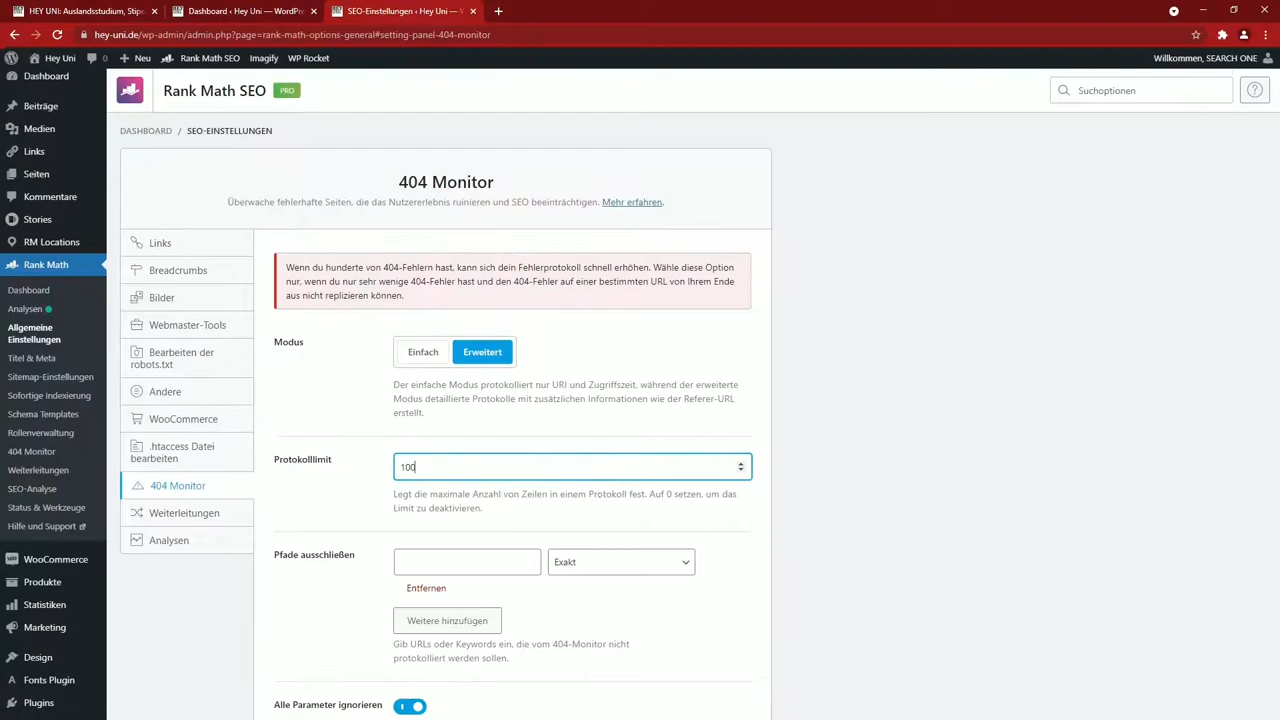 HEY UNI: Auslandsstudium, Stipe
Dashboard ‹ Hey Uni — WordPre
SEO-Einstellungen ‹ Hey Uni — W
hey-uni.de/wp-admin/admin.php?page=rank-math-options-general#setting-panel-404-monitor
Hey Uni
0
Neu
Rank Math SEO
Imagify
WP Rocket
Willkommen, SEARCH ONE
Dashboard
Beiträge
Medien
Links
Seiten
Kommentare
Stories
RM Locations
Rank Math
Dashboard
Analysen
Allgemeine
Einstellungen
Titel & Meta
Sitemap-Einstellungen
Sofortige Indexierung
Schema Templates
Rollenverwaltung
404 Monitor
Weiterleitungen
SEO-Analyse
Status & Werkzeuge
Hilfe und Support
WooCommerce
Produkte
Statistiken
Marketing
Design
Fonts Plugin
Plugins
Rank Math SEO
PRO
Suchoptionen
DASHBOARD / SEO-EINSTELLUNGEN
404 Monitor
Überwache fehlerhafte Seiten, die das Nutzererlebnis ruinieren und SEO beeinträchtigen. Mehr erfahren.
Links
Breadcrumbs
Bilder
Webmaster-Tools
Bearbeiten der
robots.txt
Andere
WooCommerce
.htaccess Datei
bearbeiten
404 Monitor
Weiterleitungen
Analysen
Wenn du hunderte von 404-Fehlern hast, kann sich dein Fehlerprotokoll schnell erhöhen. Wähle diese Option
nur, wenn du nur sehr wenige 404-Fehler hast und den 404-Fehler auf einer bestimmten URL von Ihrem Ende
aus nicht replizieren können.
Modus
Einfach
Erweitert
Der einfache Modus protokolliert nur URI und Zugriffszeit, während der erweiterte
Modus detaillierte Protokolle mit zusätzlichen Informationen wie der Referer-URL
erstellt.
Protokolllimit
100
Legt die maximale Anzahl von Zeilen in einem Protokoll fest. Auf 0 setzen, um das
Limit zu deaktivieren.
Pfade ausschließen
Exakt
Entfernen
Weitere hinzufügen
Gib URLs oder Keywords ein, die vom 404-Monitor nicht
protokolliert werden sollen.
Alle Parameter ignorieren